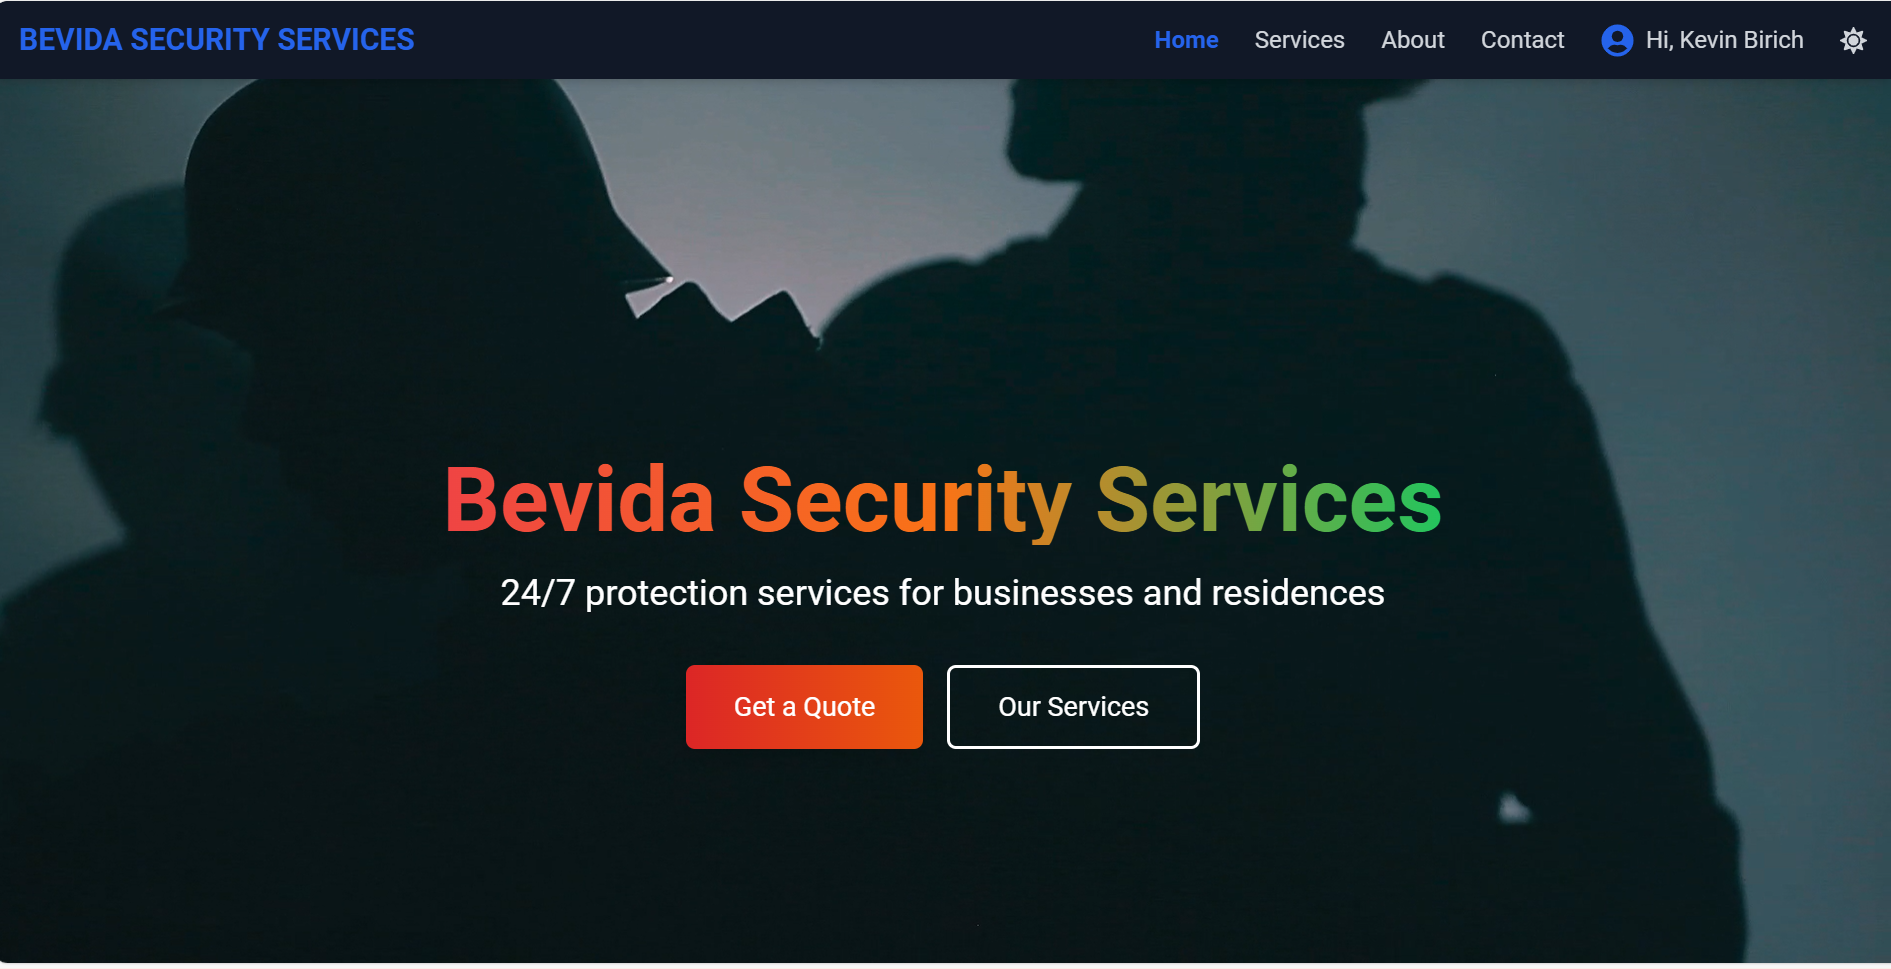 BEVIDA SECURITY SERVICES
Home Services About Contact Hi, Kevin Birich
Bevida Security Services
24/7 protection services for businesses and residences
Get a Quote Our Services